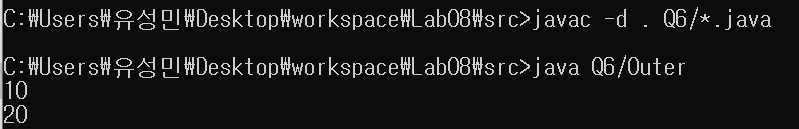 C:₩Users₩유성민₩Desktop₩workspace₩Lab08₩src>javac -d . Q6/*.java
C:₩Users₩유성민₩Desktop₩workspace₩Lab08₩src>java Q6/Outer
10
20